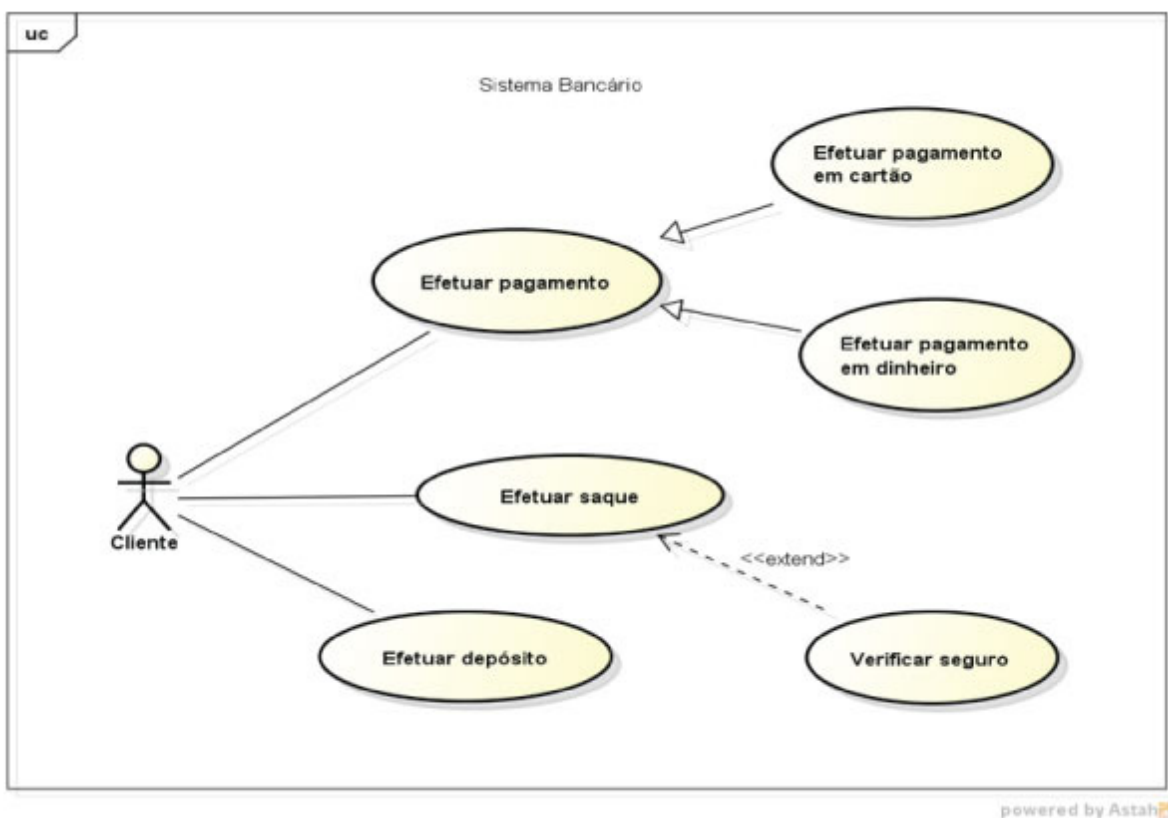 uc
Sistema Bancário
Efetuar pagamento
em cartão
Efetuar pagamento
Efetuar pagamento
em dinheiro
Efetuar saque
Cliente
<<extend>>
Efetuar depósito
Verificar seguro
powered by Astah